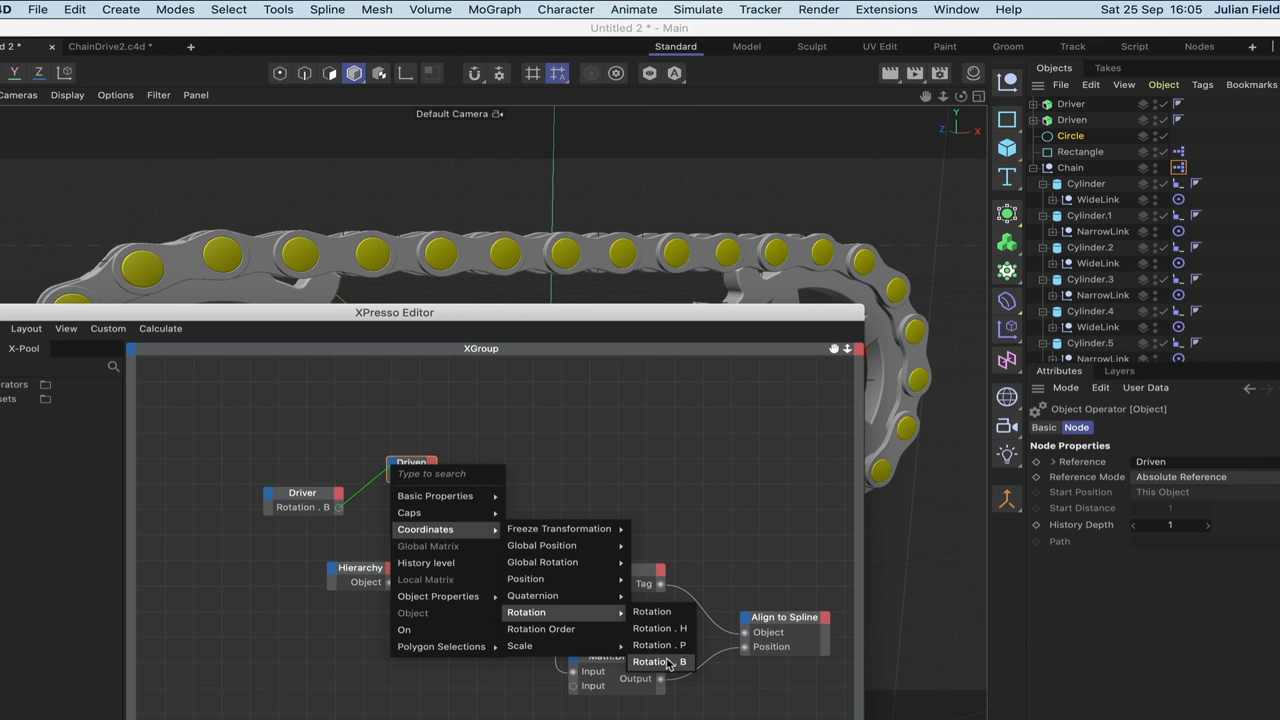 4D File Edit Create Modes Select Tools Spline Mesh Volume MoGraph Character Animate Simulate Tracker Render Extensions Window Help Sat 25 Sep 16:05 Julian Field
Untitled 2 * - Main
d 2 * × ChainDrive2.c4d * + Standard Model Sculpt UV Edit Paint Groom Track Script Nodes +
Y Z
Cameras Display Options Filter Panel
Default Camera
Y
Z X
Objects Takes
File Edit View Object Tags Bookmarks
Driver
Driven
Circle
Rectangle
Chain
Cylinder
WideLink
Cylinder.1
NarrowLink
Cylinder.2
WideLink
Cylinder.3
NarrowLink
Cylinder.4
WideLink
Cylinder.5
NarrowLink
Attributes Layers
Mode Edit User Data
Object Operator [Object]
Basic Node
Node Properties
Reference Driven
Reference Mode Absolute Reference
Start Position This Object
Start Distance 1
History Depth 1
Path
XPresso Editor
Layout View Custom Calculate
X-Pool
XGroup
erators
sets
Driven
Driver
Rotation . B
Hierarchy
Object
Type to search
Basic Properties
Caps
Coordinates
Global Matrix
History level
Local Matrix
Object Properties
Object
On
Polygon Selections
Freeze Transformation
Global Position
Global Rotation
Position
Quaternion
Rotation
Rotation Order
Scale
Rotation
Rotation . H
Rotation . P
Rotation . B
Tag
Align to Spline
Object
Position
Input
Output
Input